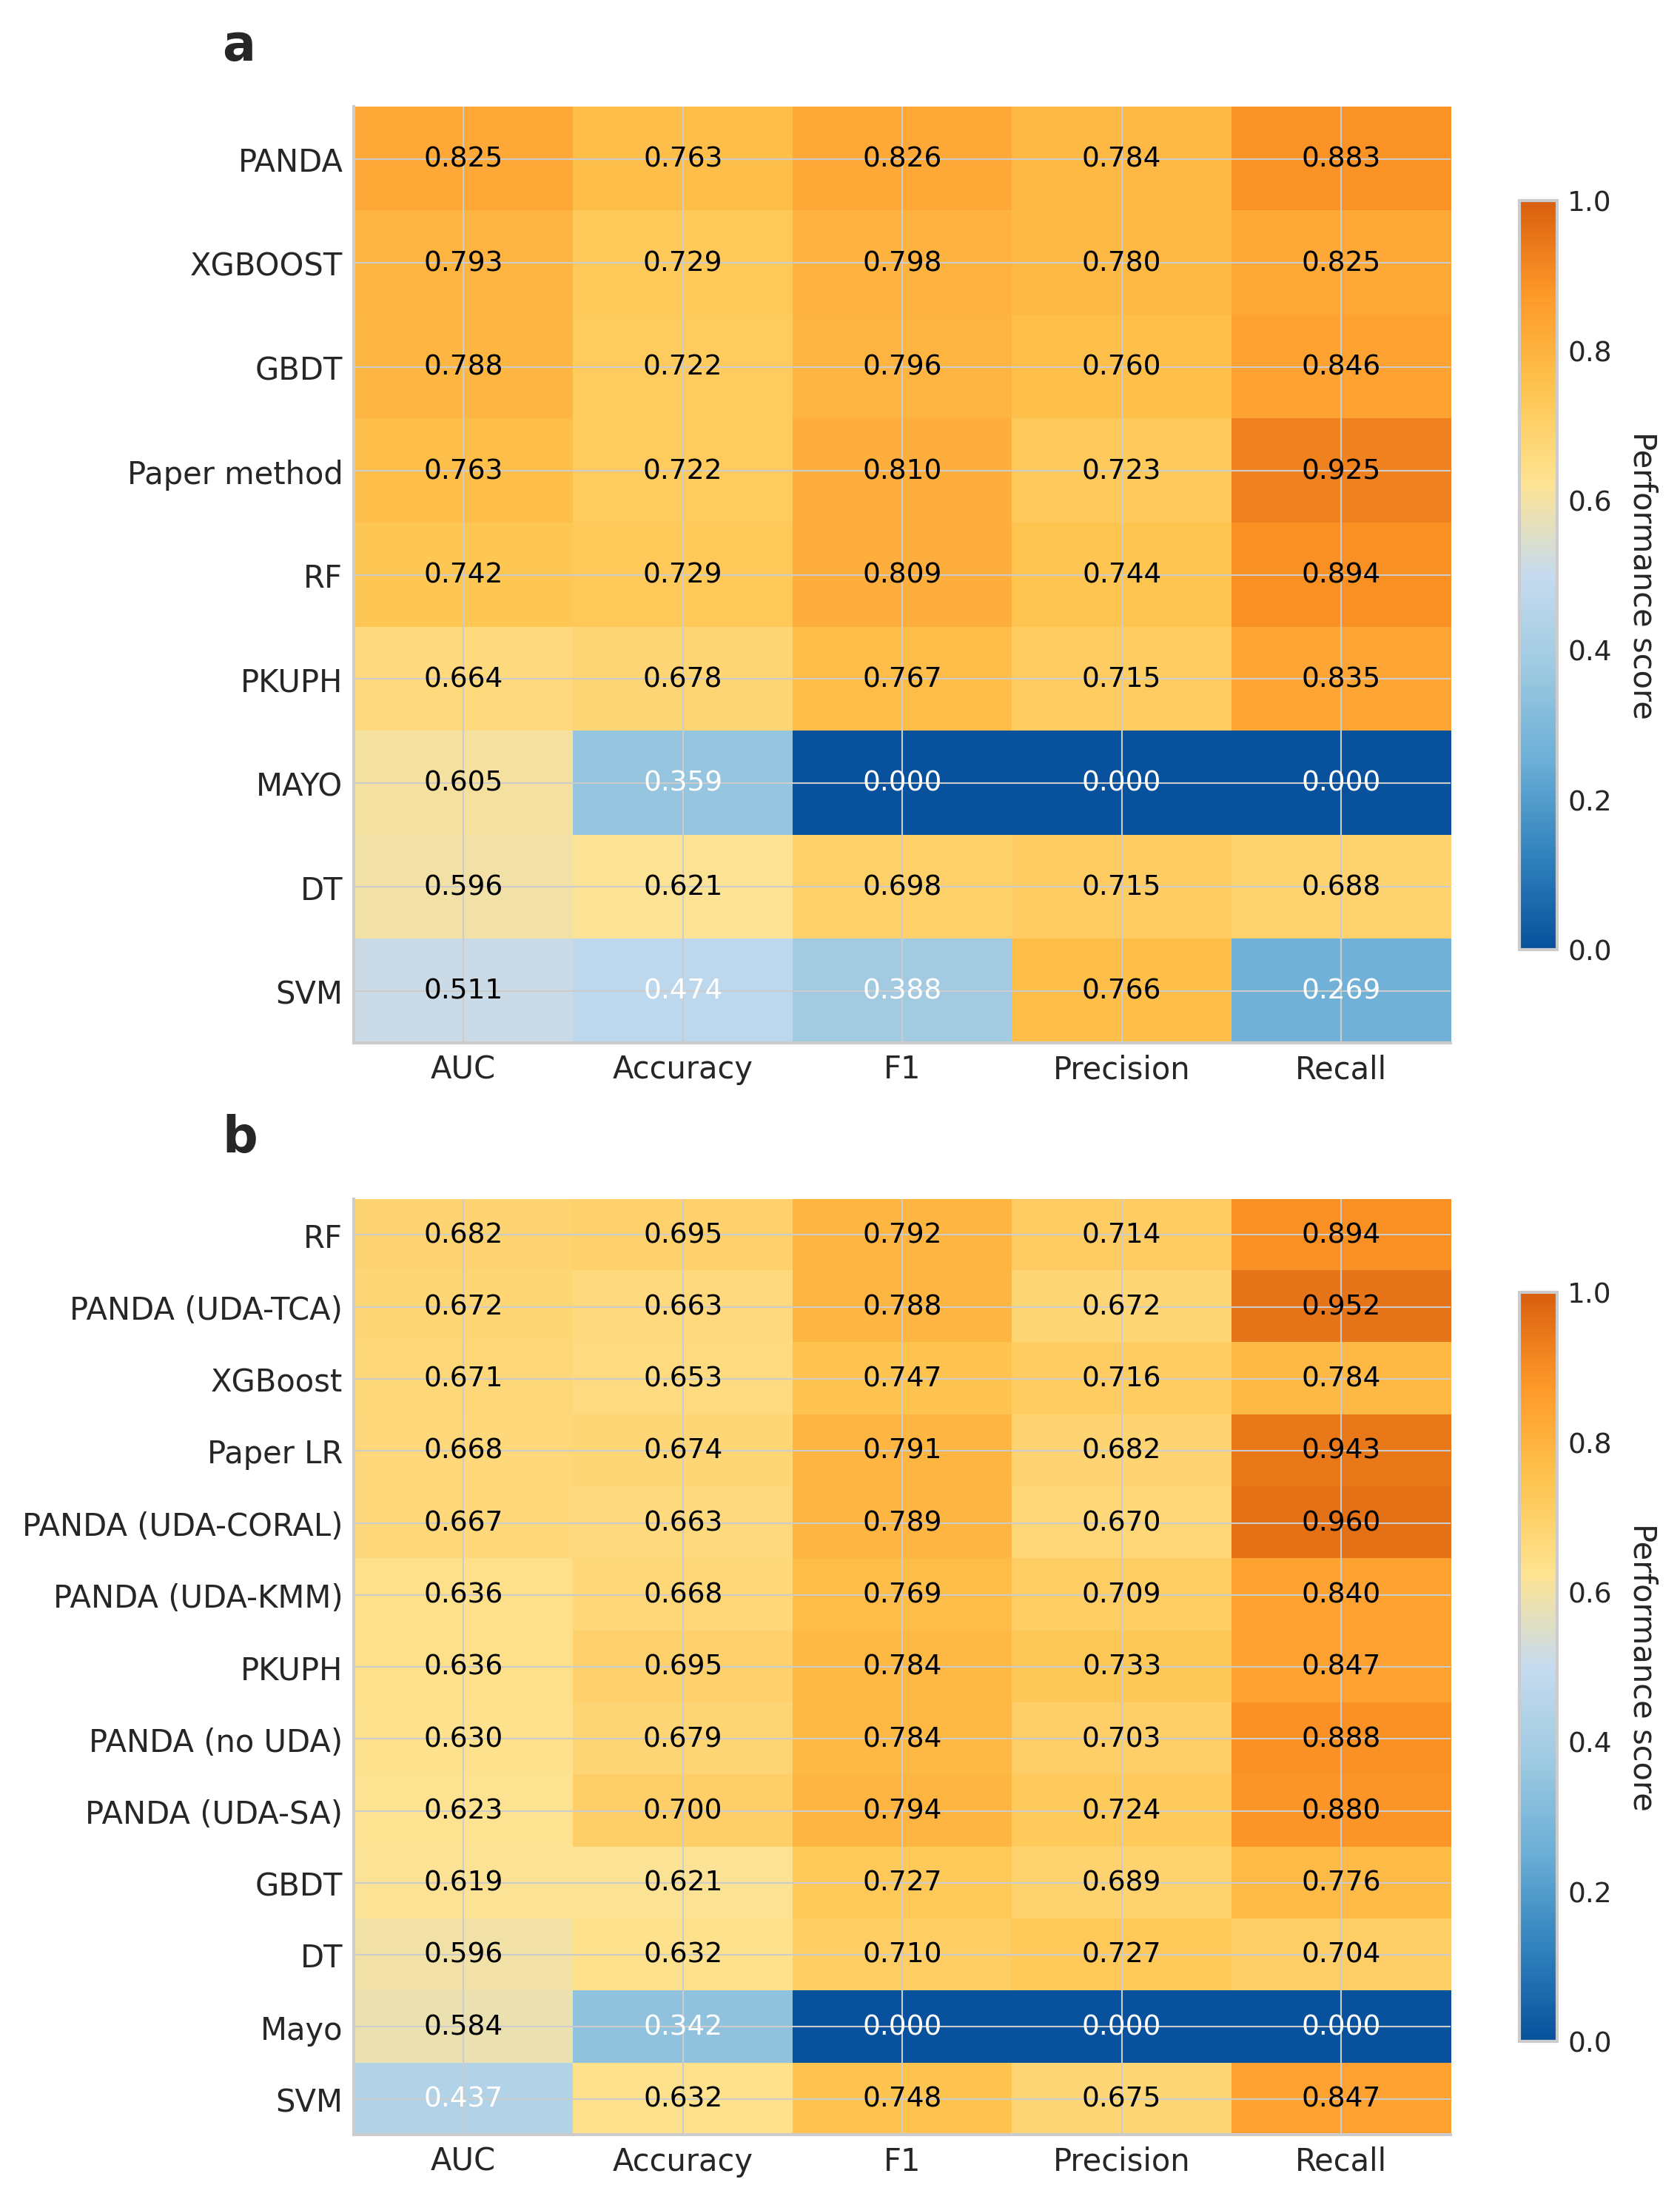 a
PANDA 0.825 0.763 0.826 0.784 0.883
XGBOOST 0.793 0.729 0.798 0.780 0.825
GBDT 0.788 0.722 0.796 0.760 0.846
Paper method 0.763 0.722 0.810 0.723 0.925
RF 0.742 0.729 0.809 0.744 0.894
PKUPH 0.664 0.678 0.767 0.715 0.835
MAYO 0.605 0.359 0.000 0.000 0.000
DT 0.596 0.621 0.698 0.715 0.688
SVM 0.511 0.474 0.388 0.766 0.269
AUC Accuracy F1 Precision Recall
1.0
0.8
0.6
0.4
0.2
0.0
Performance score
b
RF 0.682 0.695 0.792 0.714 0.894
PANDA (UDA-TCA) 0.672 0.663 0.788 0.672 0.952
XGBoost 0.671 0.653 0.747 0.716 0.784
Paper LR 0.668 0.674 0.791 0.682 0.943
PANDA (UDA-CORAL) 0.667 0.663 0.789 0.670 0.960
PANDA (UDA-KMM) 0.636 0.668 0.769 0.709 0.840
PKUPH 0.636 0.695 0.784 0.733 0.847
PANDA (no UDA) 0.630 0.679 0.784 0.703 0.888
PANDA (UDA-SA) 0.623 0.700 0.794 0.724 0.880
GBDT 0.619 0.621 0.727 0.689 0.776
DT 0.596 0.632 0.710 0.727 0.704
Mayo 0.584 0.342 0.000 0.000 0.000
SVM 0.437 0.632 0.748 0.675 0.847
AUC Accuracy F1 Precision Recall
1.0
0.8
0.6
0.4
0.2
0.0
Performance score